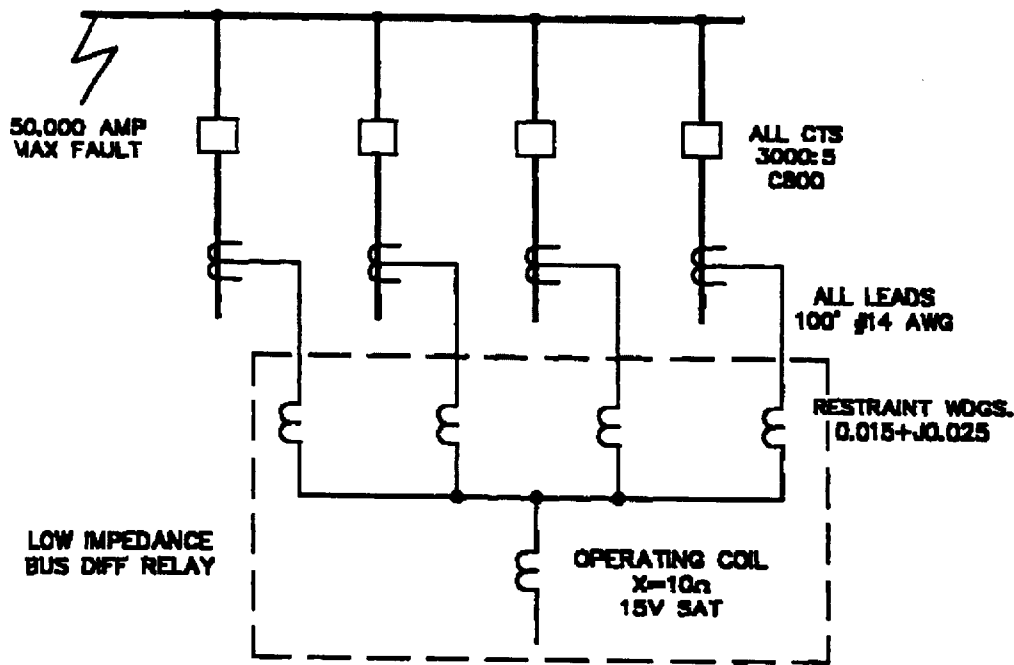 50,000 AMP
MAX FAULT
ALL CTS
3000:5
C800
ALL LEADS
100' #14 AWG
RESTRAINT WDGS.
0.015+J0.025
LOW IMPEDANCE
BUS DIFF RELAY
OPERATING COIL
X=10Ω
15V SAT